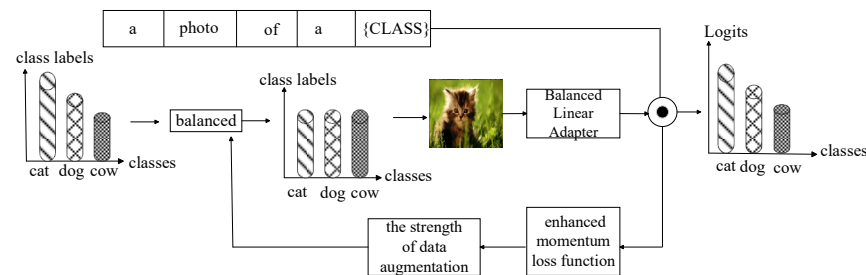 a photo of a {CLASS}
class labels
cat dog cow
classes
balanced
class labels
cat dog cow
classes
Balanced
Linear
Adapter
Logits
cat dog cow
classes
the strength
of data
augmentation
enhanced
momentum
loss function